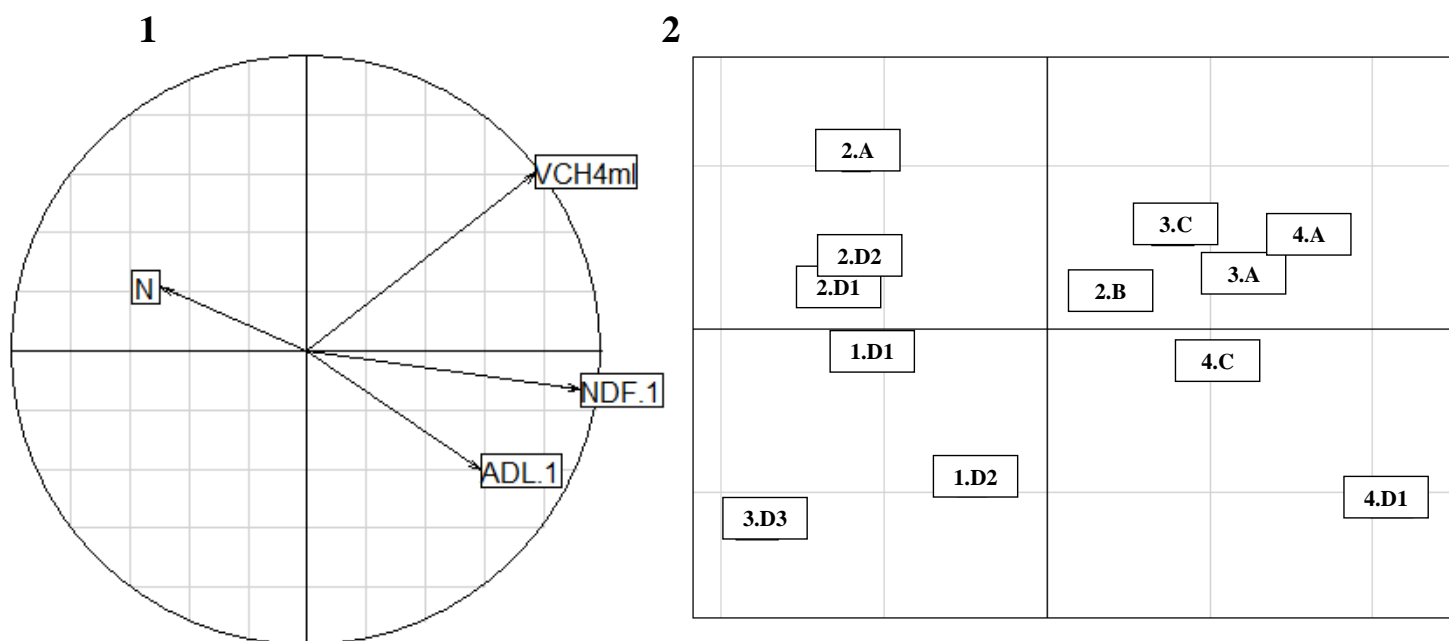 1
VCH4ml
N
NDF.1
ADL.1
2
2.A
3.C
4.A
2.D2
3.A
2.D1
2.B
1.D1
4.C
1.D2
4.D1
3.D3